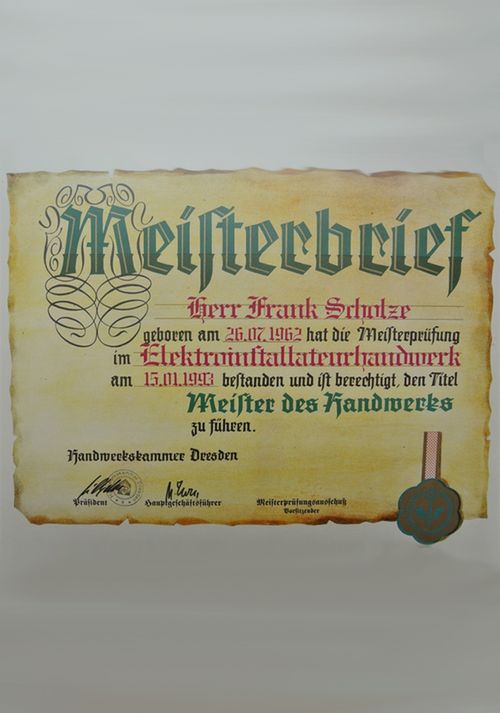 Meisterbrief
Herr Frank Scholze
geboren am 26.07.1962 hat die Meisterprüfung
im Elektroinstallateurhandwerk
am 15.01.1993 bestanden und ist berechtigt, den Titel
Meister des Handwerks
zu führen.
Handwerkskammer Dresden
Präsident Hauptgeschäftsführer Meisterprüfungsausschuß
Vorsitzender